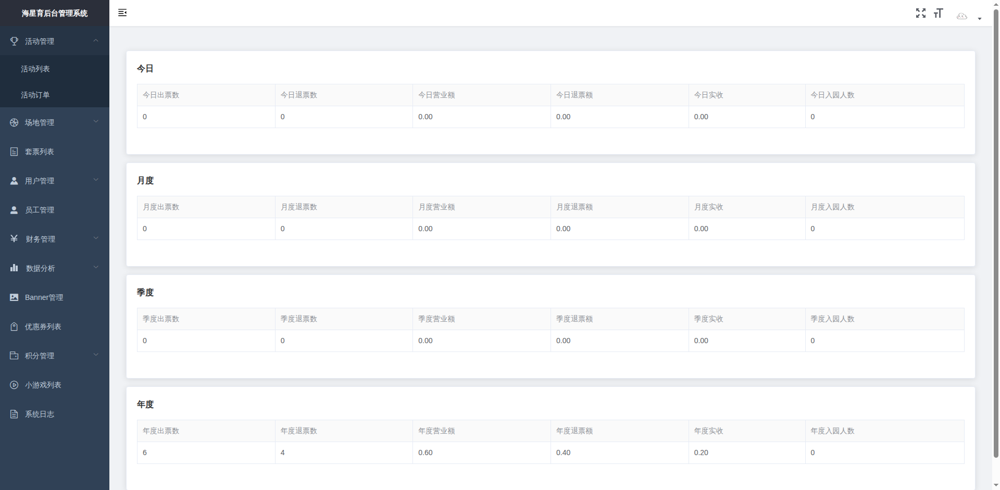 海星育后台管理系统
活动管理
活动列表
活动订单
场地管理
套票列表
用户管理
员工管理
财务管理
数据分析
Banner管理
优惠券列表
积分管理
小游戏列表
系统日志
今日
今日出票数 今日退票数 今日营业额 今日退票额 今日实收 今日入园人数
0 0 0.00 0.00 0.00 0
月度
月度出票数 月度退票数 月度营业额 月度退票额 月度实收 月度入园人数
0 0 0.00 0.00 0.00 0
季度
季度出票数 季度退票数 季度营业额 季度退票额 季度实收 季度入园人数
0 0 0.00 0.00 0.00 0
年度
年度出票数 年度退票数 年度营业额 年度退票额 年度实收 年度入园人数
6 4 0.60 0.40 0.20 0